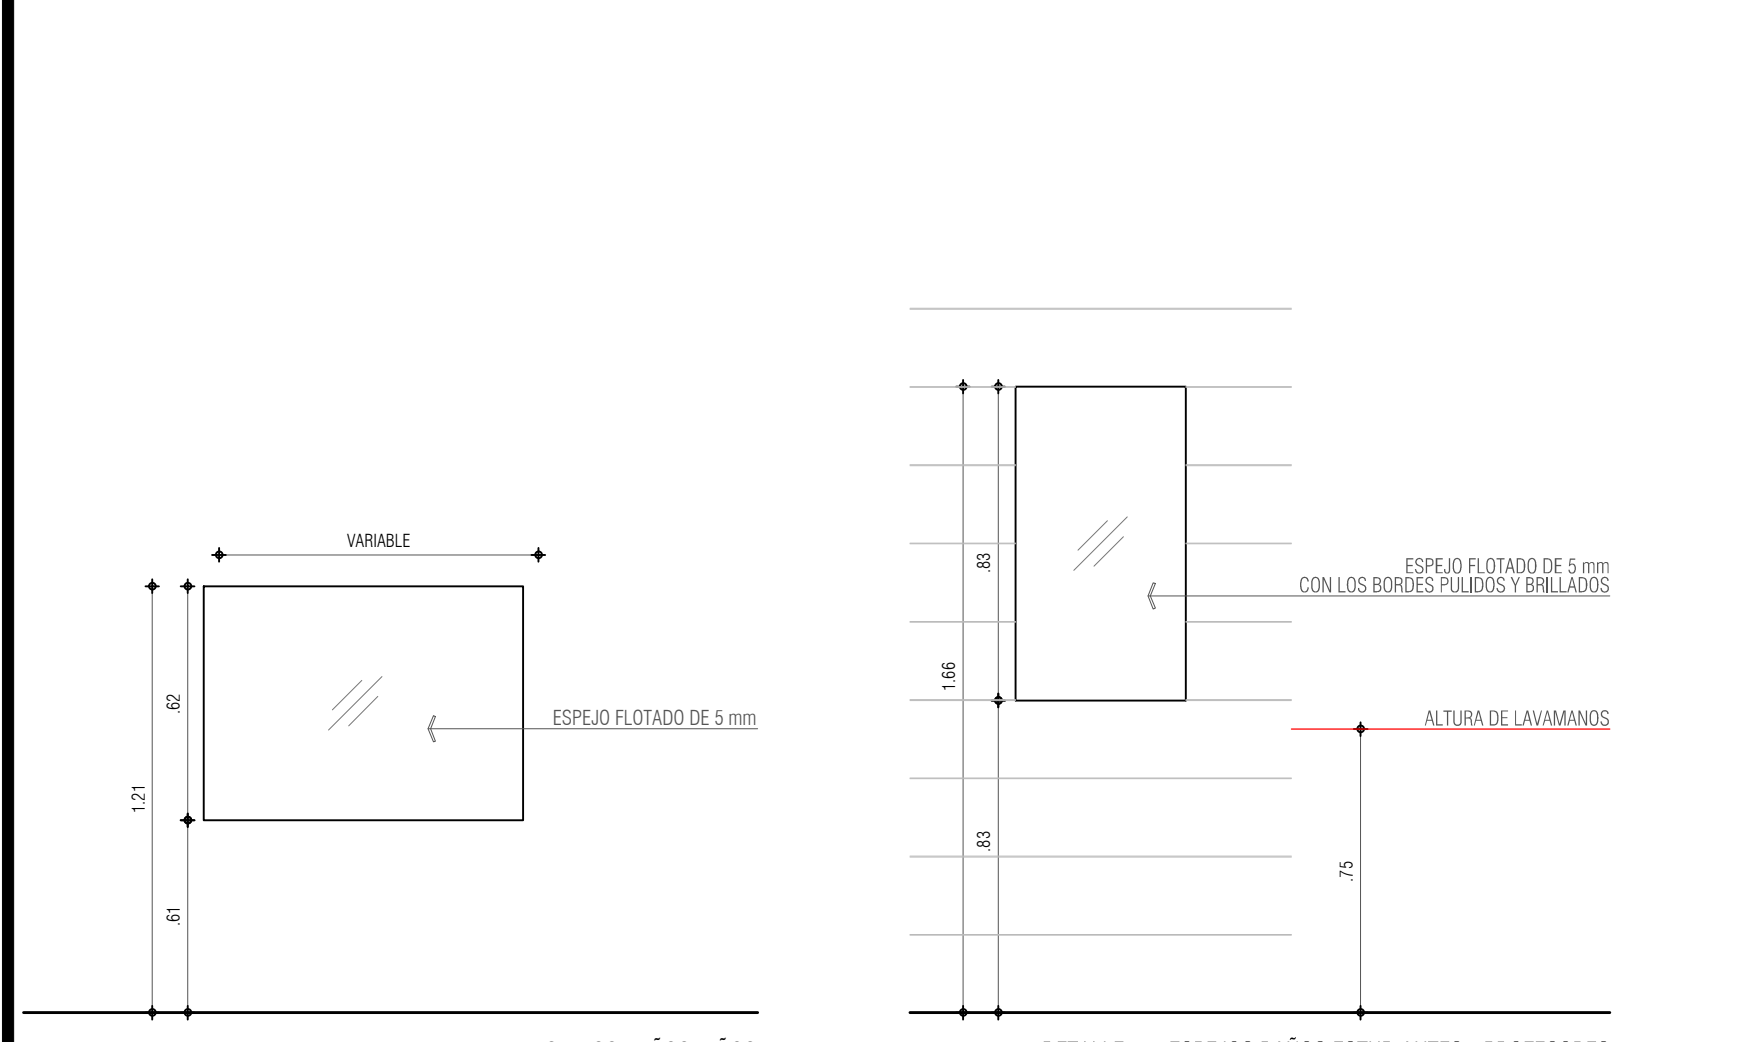 VARIABLE
.62
1.21
.61
ESPEJO FLOTADO DE 5 mm
.83
1.66
.83
ESPEJO FLOTADO DE 5 mm
CON LOS BORDES PULIDOS Y BRILLADOS
ALTURA DE LAVAMANOS
.75